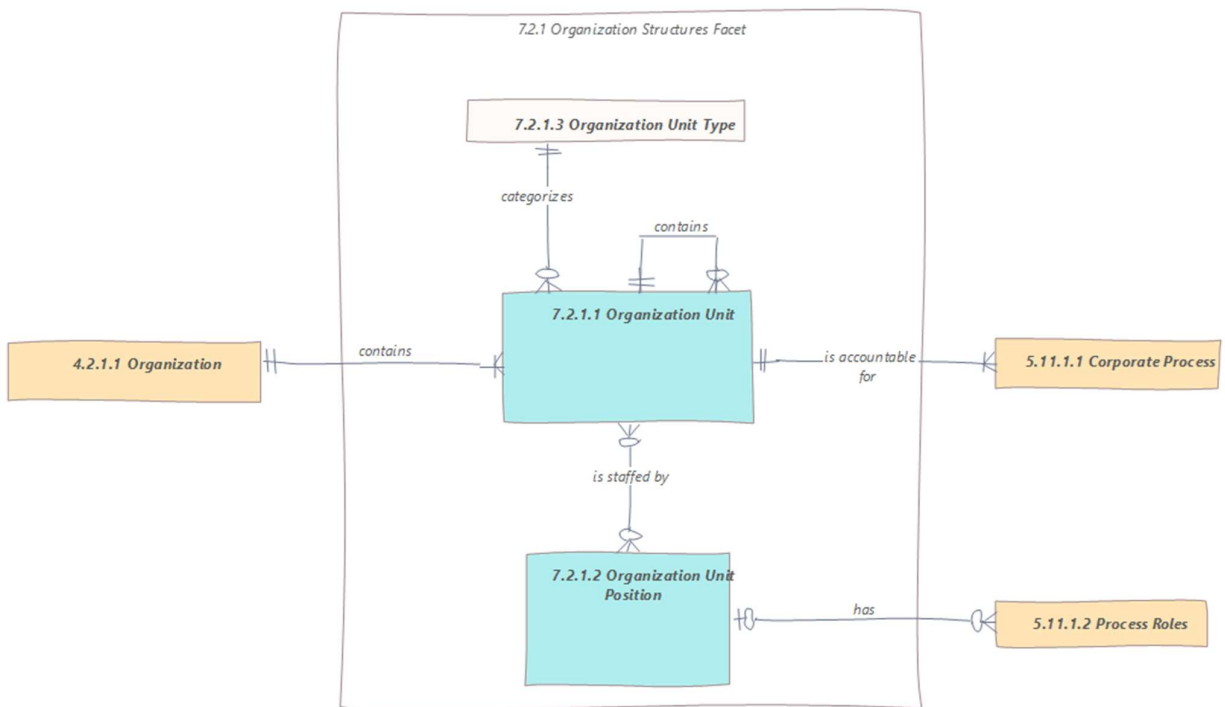 7.2.1 Organization Structures Facet
7.2.1.3 Organization Unit Type
categorizes
contains
7.2.1.1 Organization Unit
4.2.1.1 Organization
contains
is accountable
for
5.11.1.1 Corporate Process
is staffed by
7.2.1.2 Organization Unit
Position
has
5.11.1.2 Process Roles